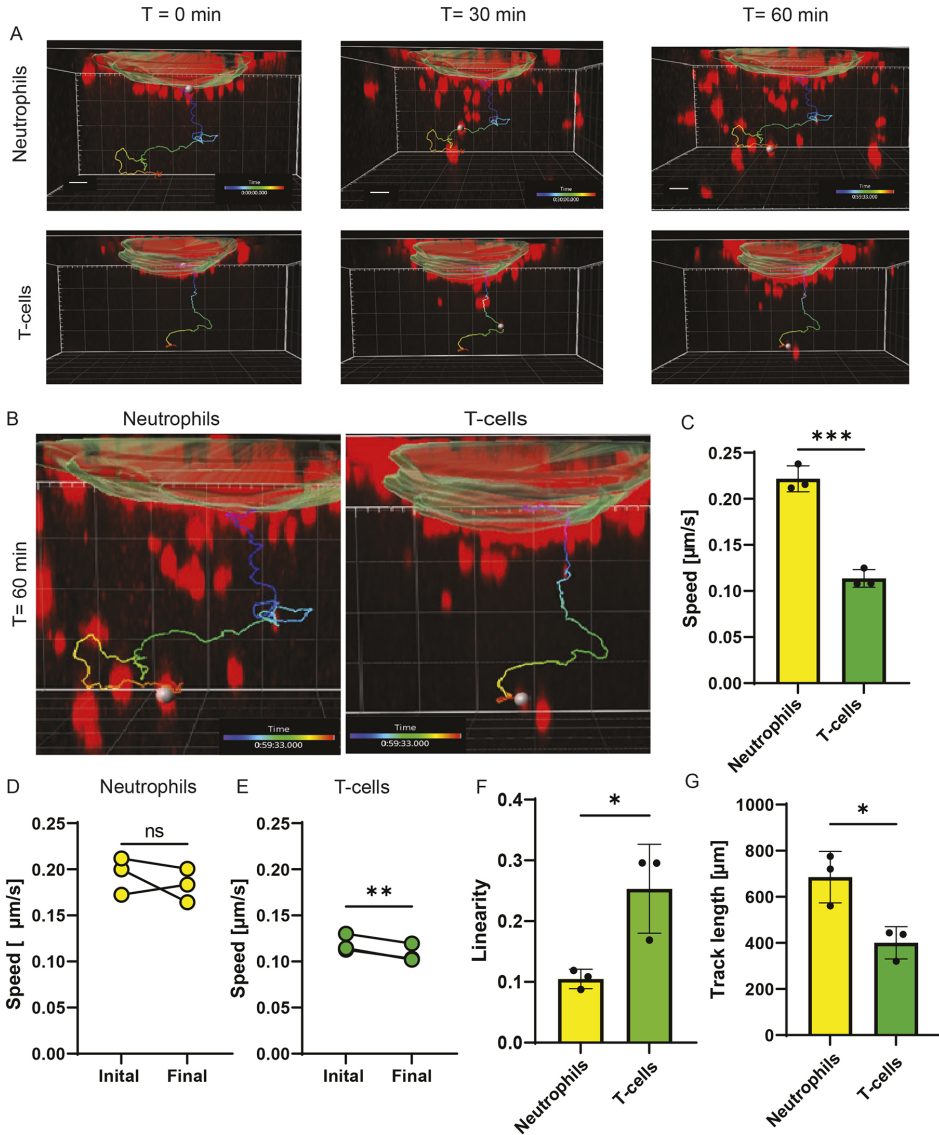 T = 0 min
T= 30 min
T= 60 min
A
Neutrophils
Time
0:00:00.000
Time
0:30:00.000
Time
0:59:33.000
T-cells
B
Neutrophils
T-cells
T= 60 min
Time
0:59:33.000
Time
0:59:33.000
C
***
Speed [µm/s]
0.25
0.20
0.15
0.10
0.05
0.00
Neutrophils
T-cells
D
Neutrophils
Speed [ µm/s]
0.25
0.20
0.15
0.10
0.05
0.00
ns
Inital
Final
E
T-cells
Speed [µm/s]
0.25
0.20
0.15
0.10
0.05
0.00
**
Inital
Final
F
*
Linearity
0.4
0.3
0.2
0.1
0.0
Neutrophils
T-cells
G
*
Track length [µm]
1000
800
600
400
200
0
Neutrophils
T-cells